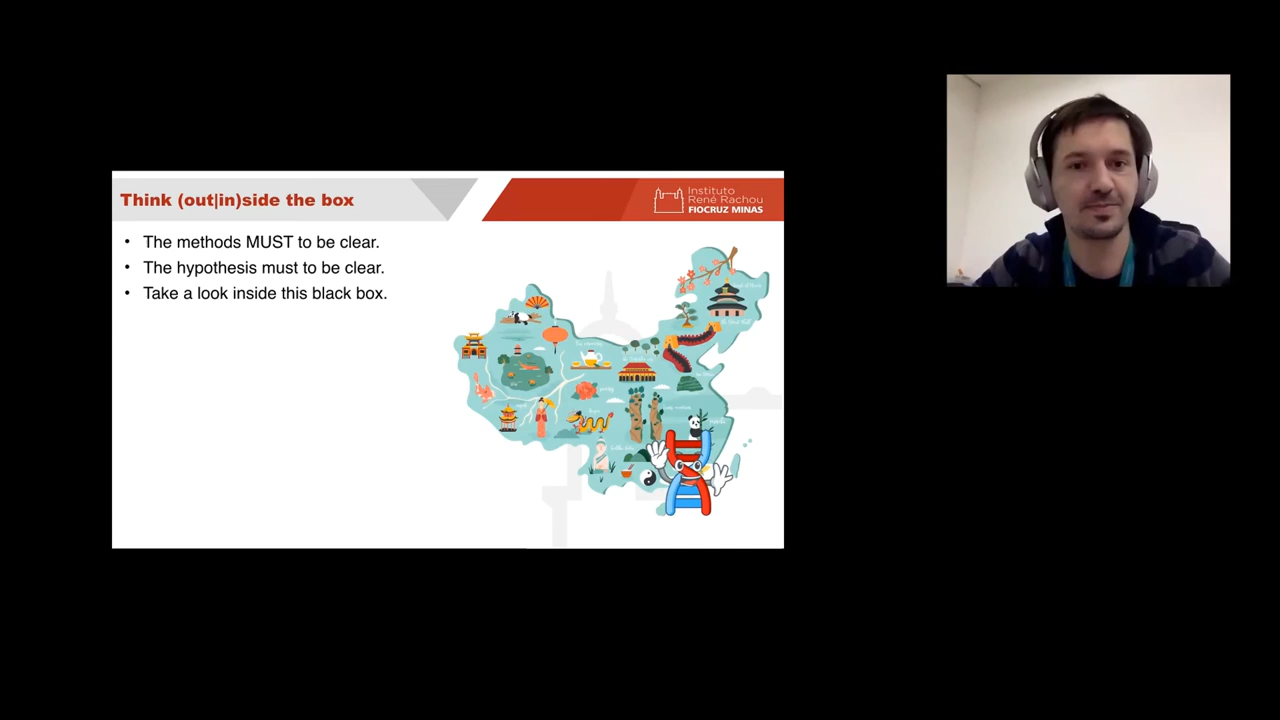 Think (out|in)side the box
Instituto
René Rachou
FIOCRUZ MINAS
• The methods MUST to be clear.
• The hypothesis must to be clear.
• Take a look inside this black box.